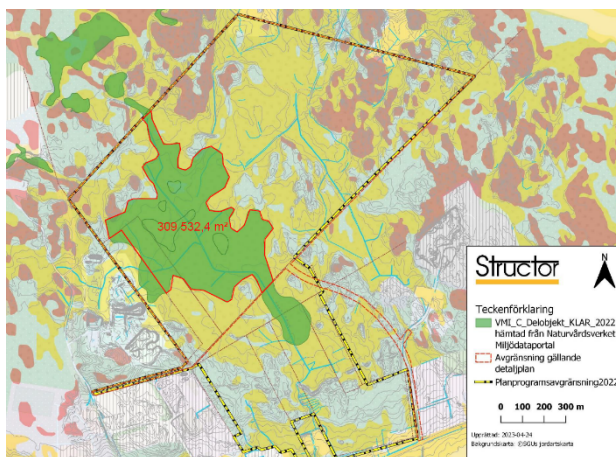 309 532,4 m²
Structor
N
Teckenförklaring
VMI_C_Delobjekt_KLAR_2022
hämtad från Naturvårdsverket
Miljödataportal
Avgränsning gällande
detaljplan
Planprogramsavgränsning2022
0 100 200 300 m
Upprättad: 2023-04-24
Bakgrundskarta: ©SGUs jordartskarta